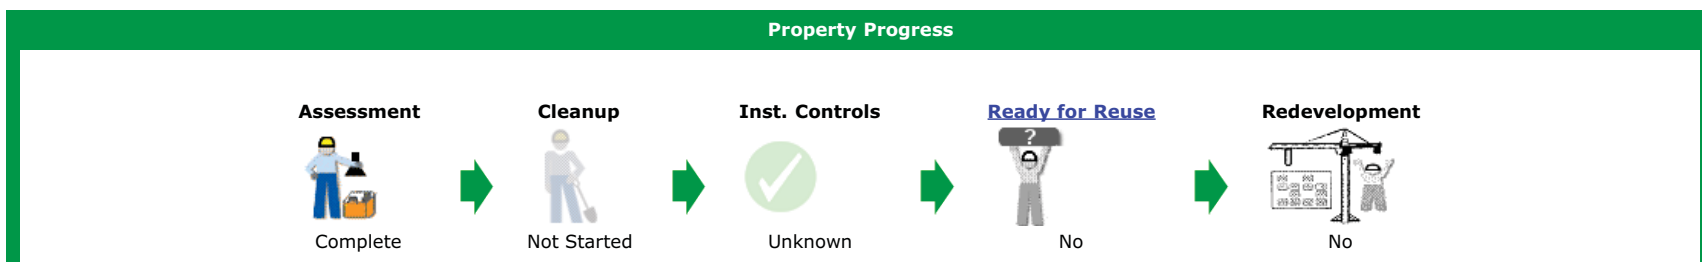 Property Progress
Assessment Cleanup Inst. Controls Ready for Reuse Redevelopment
?
Complete Not Started Unknown No No